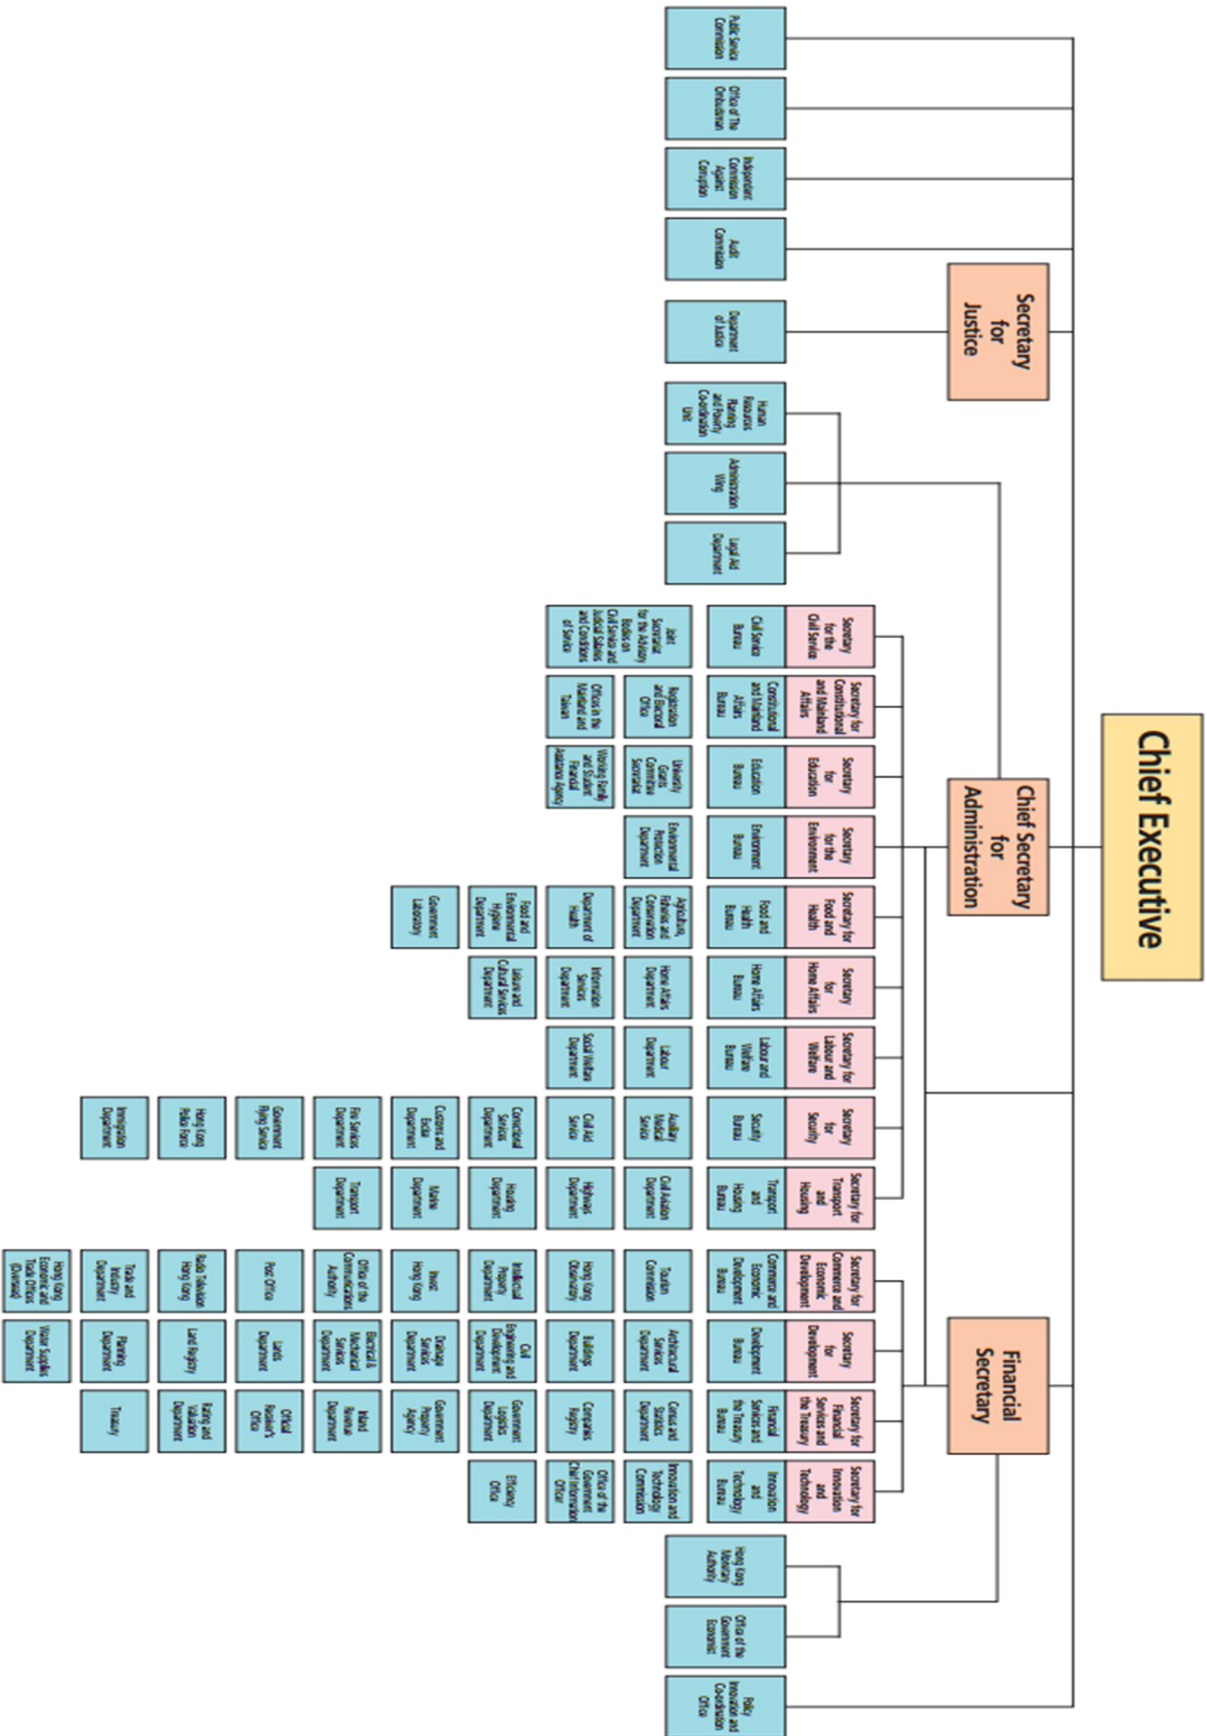 Chief Executive
Secretary
for
Justice
Chief Secretary
for
Administration
Financial
Secretary
Public Service
Commission
Office of The
Ombudsman
Independent
Commission
Against
Corruption
Audit
Commission
Department
of Justice
Human
Resources
Planning
and Poverty
Co-ordination
Unit
Administration
Wing
Legal Aid
Department
Secretary
for the
Civil Service
Civil Service
Bureau
Joint
Secretariat
for the Advisory
Bodies on
Civil Service and
Judicial Salaries
and Conditions
of Service
Secretary for
Constitutional
and Mainland
Affairs
Constitutional
and Mainland
Affairs
Bureau
Registration
and Electoral
Office
Offices in the
Mainland and
Taiwan
Secretary
for
Education
Education
Bureau
University
Grants
Committee
Secretariat
Working Family
and Student
Financial
Assistance Agency
Secretary
for the
Environment
Environment
Bureau
Environmental
Protection
Department
Secretary for
Food and
Health
Food and
Health
Bureau
Agriculture,
Fisheries and
Conservation
Department
Department of
Health
Food and
Environmental
Hygiene
Department
Government
Laboratory
Secretary
for
Home Affairs
Home Affairs
Bureau
Home Affairs
Department
Information
Services
Department
Leisure and
Cultural Services
Department
Secretary for
Labour and
Welfare
Labour and
Welfare
Bureau
Labour
Department
Social Welfare
Department
Secretary
for
Security
Security
Bureau
Auxiliary
Medical
Service
Civil Aid
Service
Correctional
Services
Department
Customs and
Excise
Department
Fire Services
Department
Government
Flying Service
Hong Kong
Police Force
Immigration
Department
Secretary for
Transport
and
Housing
Transport
and
Housing
Bureau
Civil Aviation
Department
Highways
Department
Housing
Department
Marine
Department
Transport
Department
Secretary for
Commerce and
Economic
Development
Commerce and
Economic
Development
Bureau
Tourism
Commission
Hong Kong
Observatory
Intellectual
Property
Department
Invest
Hong Kong
Office of the
Communications
Authority
Post Office
Radio Television
Hong Kong
Trade and
Industry
Department
Hong Kong
Economic and
Trade Offices
(Overseas)
Secretary
for
Development
Development
Bureau
Architectural
Services
Department
Buildings
Department
Civil
Engineering and
Development
Department
Drainage
Services
Department
Electrical &
Mechanical
Services
Department
Lands
Department
Land Registry
Planning
Department
Water Supplies
Department
Secretary for
Financial
Services and
the Treasury
Financial
Services and
the Treasury
Bureau
Census and
Statistics
Department
Companies
Registry
Government
Logistics
Department
Government
Property
Agency
Inland
Revenue
Department
Official
Receiver's
Office
Rating and
Valuation
Department
Treasury
Secretary for
Innovation
and
Technology
Innovation
and
Technology
Bureau
Innovation and
Technology
Commission
Office of the
Government
Chief Information
Officer
Efficiency
Office
Hong Kong
Monetary
Authority
Office of the
Government
Economist
Policy
Innovation and
Co-ordination
Office